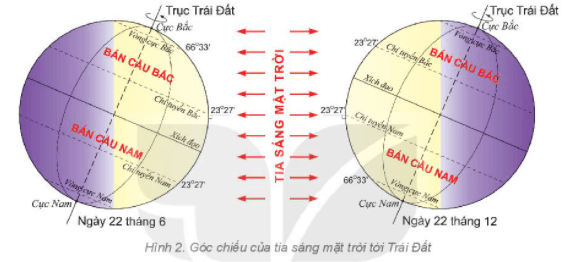 Trục Trái Đất
Cực Bắc
Vòng cực Bắc
66°33'
BÁN CẦU BẮC
Chí tuyến Bắc
23°27'
Xích đạo
BÁN CẦU NAM
Chí tuyến Nam
23°27'
Vòng cực Nam
Cực Nam
Ngày 22 tháng 6
TIA SÁNG MẶT TRỜI
Trục Trái Đất
Cực Bắc
Vòng cực Bắc
23°27'
Chí tuyến Bắc
BÁN CẦU BẮC
Xích đạo
23°27'
Chí tuyến Nam
BÁN CẦU NAM
66°33'
Vòng cực Nam
Cực Nam
Ngày 22 tháng 12
Hình 2. Góc chiếu của tia sáng mặt trời tới Trái Đất